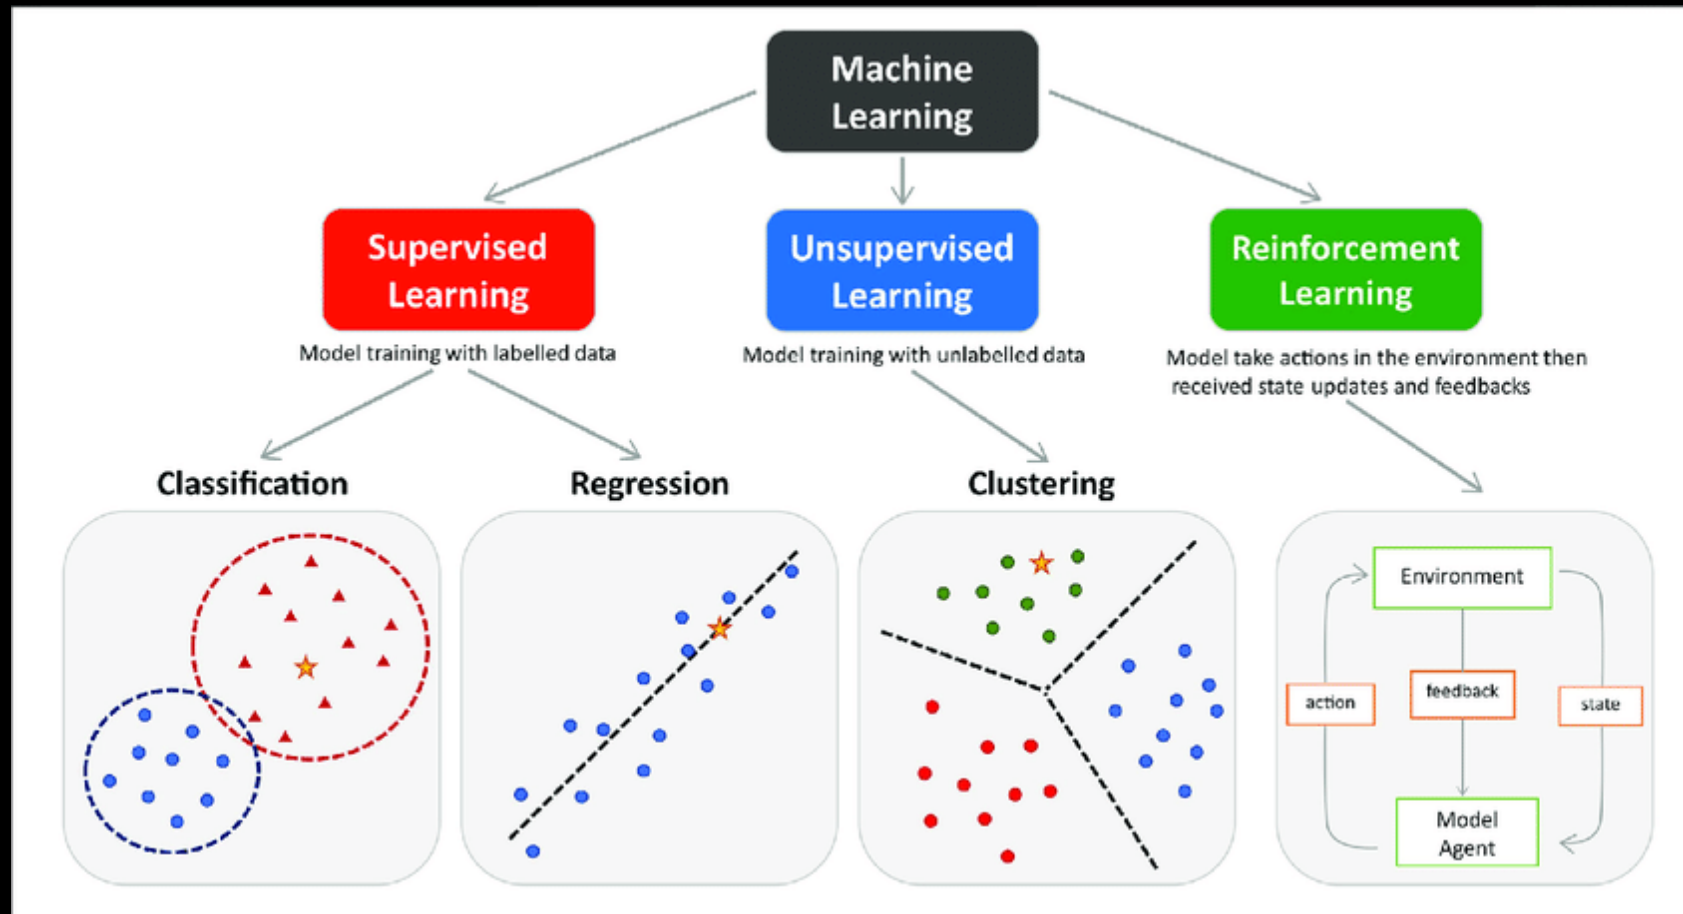 Machine
Learning
Supervised
Learning
Unsupervised
Learning
Reinforcement
Learning
Model training with labelled data
Model training with unlabelled data
Model take actions in the environment then
received state updates and feedbacks
Classification
Regression
Clustering
Environment
action
feedback
state
Model
Agent